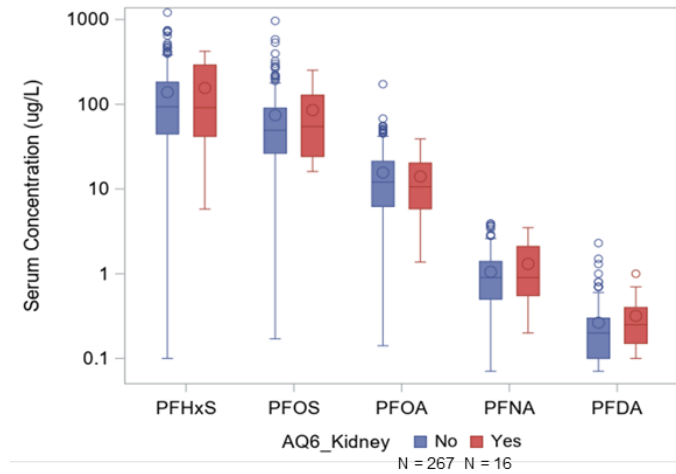 Serum Concentration (ug/L)
1000
100
10
1
0.1
PFHxS PFOS PFOA PFNA PFDA
AQ6_Kidney No Yes
N = 267 N = 16